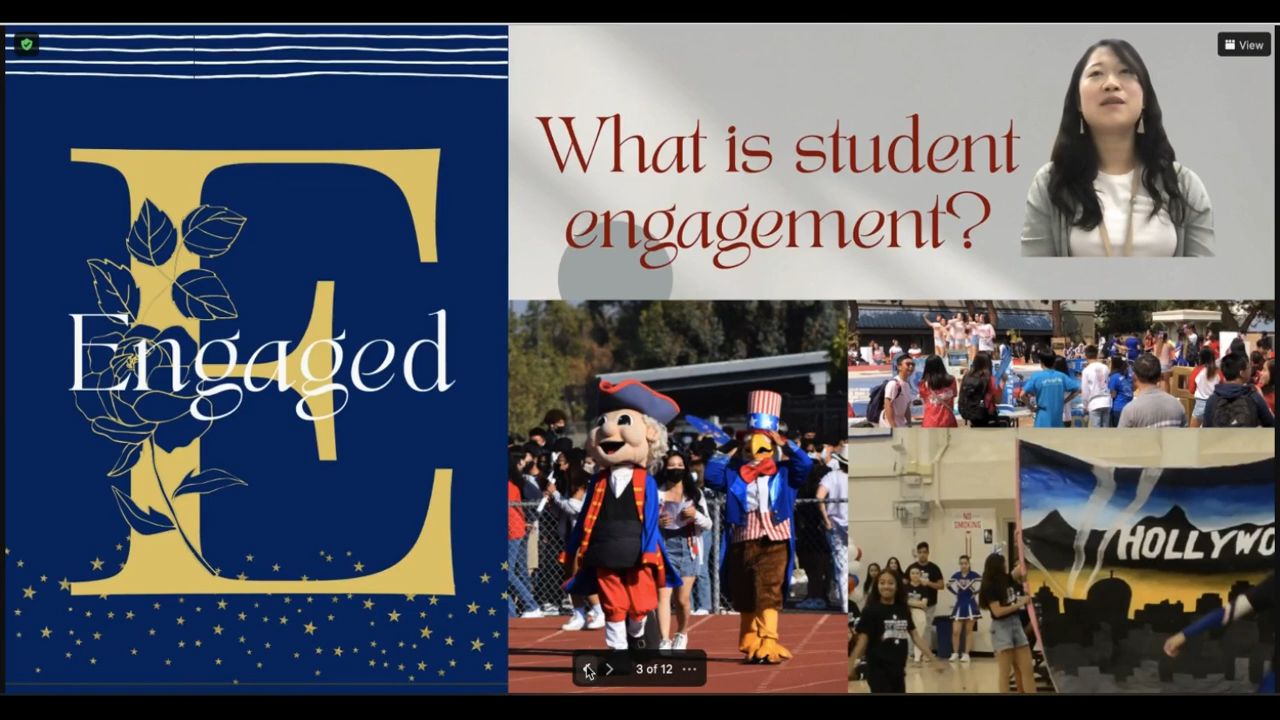 View
What is student
engagement?
Engaged
NO
SMOKING
HOLLYWO
3 of 12